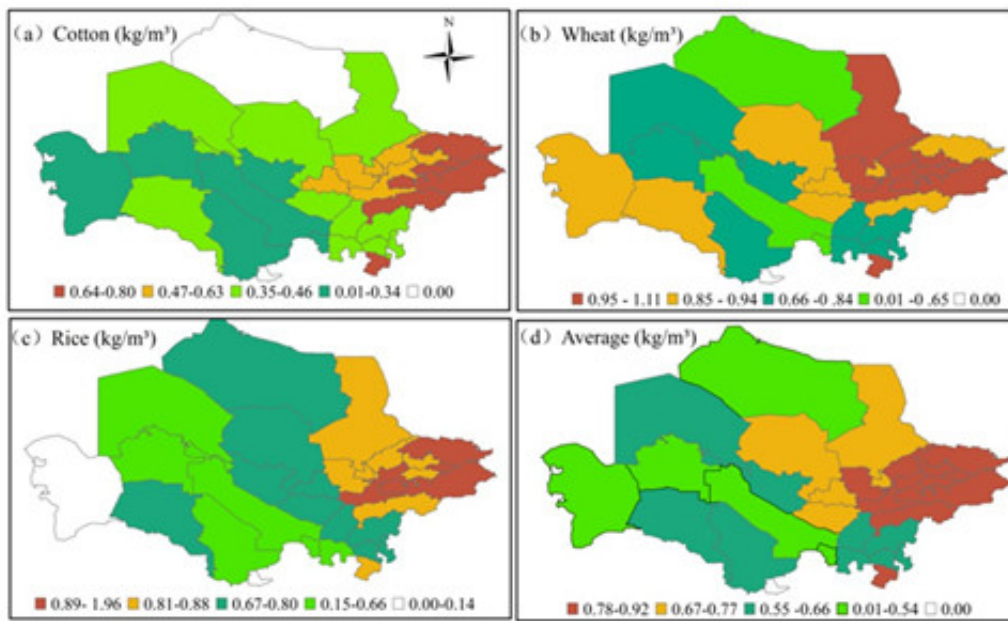 （a）Cotton (kg/m³)
N
0.64-0.80 0.47-0.63 0.35-0.46 0.01-0.34 0.00
（b）Wheat (kg/m³)
0.95 - 1.11 0.85 - 0.94 0.66 -0 .84 0.01 -0 .65 0.00
（c）Rice (kg/m³)
0.89- 1.96 0.81-0.88 0.67-0.80 0.15-0.66 0.00-0.14
（d）Average (kg/m³)
0.78-0.92 0.67-0.77 0.55 -0.66 0.01-0.54 0.00